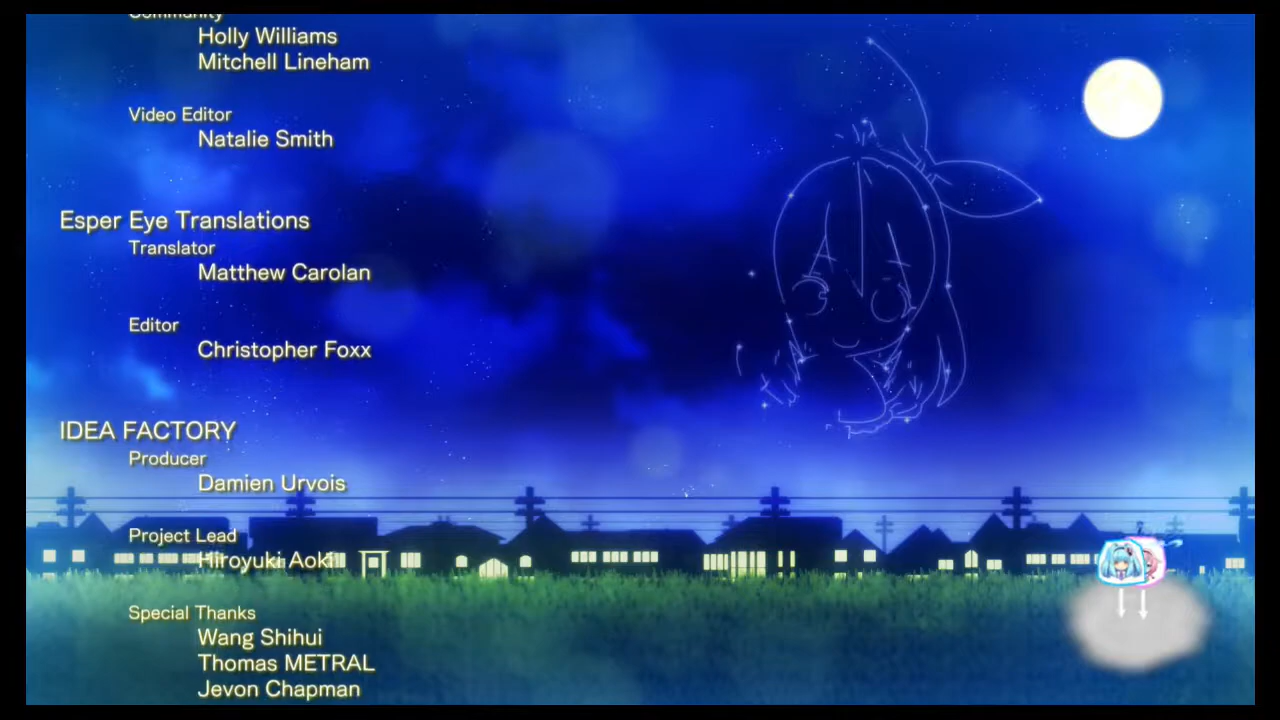 Community
Holly Williams
Mitchell Lineham
Video Editor
Natalie Smith
Esper Eye Translations
Translator
Matthew Carolan
Editor
Christopher Foxx
IDEA FACTORY
Producer
Damien Urvois
Project Lead
Hiroyuki Aoki
Special Thanks
Wang Shihui
Thomas METRAL
Jevon Chapman